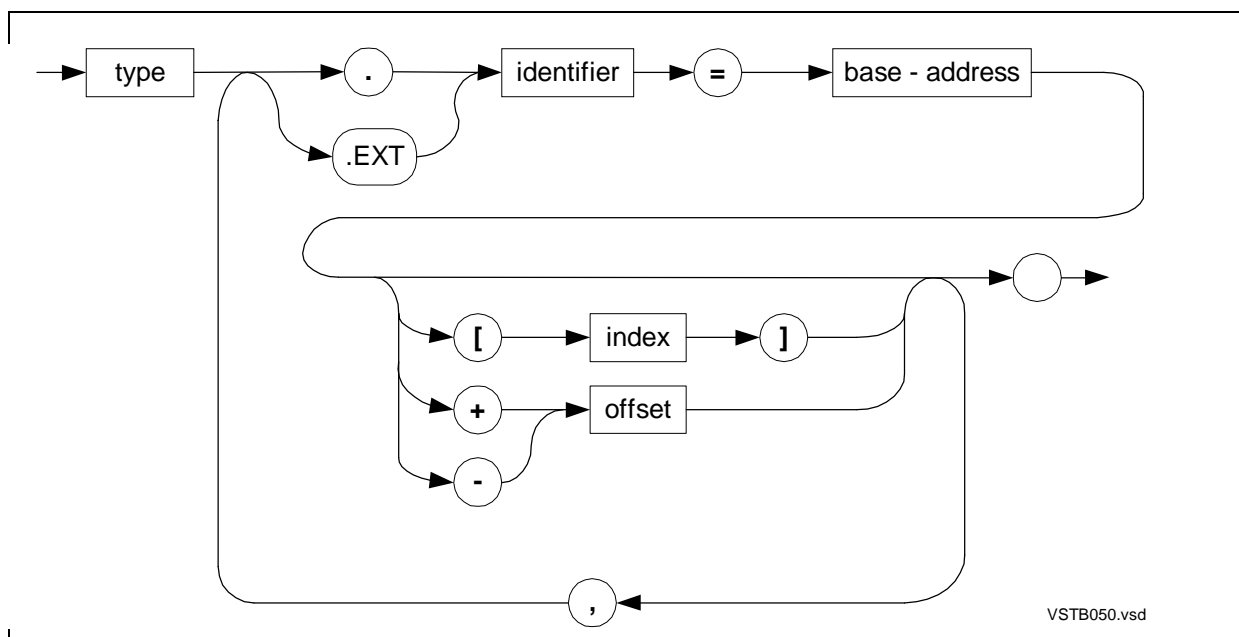 type . identifier = base - address
.EXT
[ index ]
+ offset
-
,
VSTB050.vsd